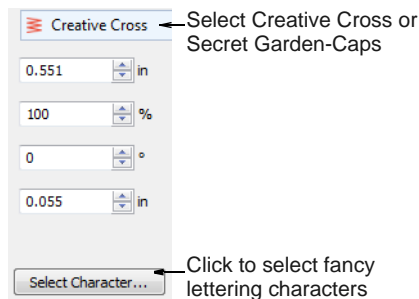 Creative Cross
Select Creative Cross or
Secret Garden-Caps
0.551 in
100 %
0 °
0.055 in
Select Character...
Click to select fancy
lettering characters